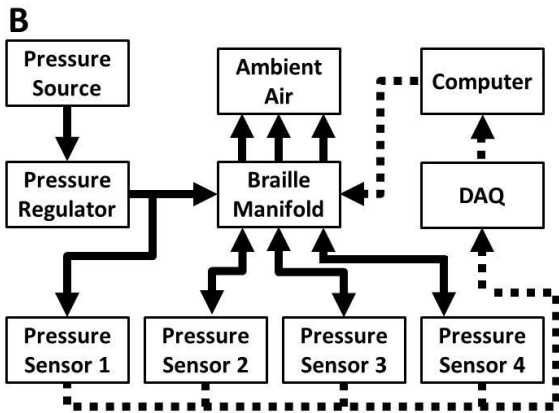 B
Pressure
Source
Ambient
Air
Computer
Pressure
Regulator
Braille
Manifold
DAQ
Pressure
Sensor 1
Pressure
Sensor 2
Pressure
Sensor 3
Pressure
Sensor 4